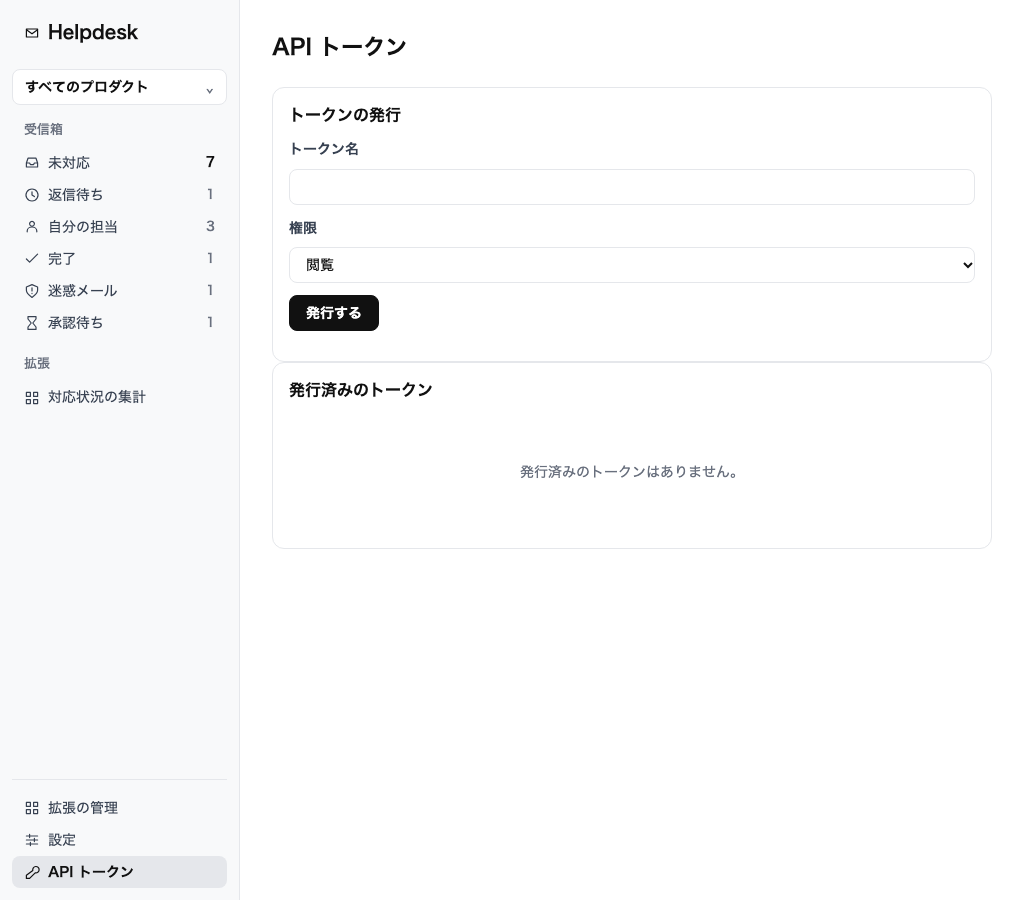 Helpdesk
すべてのプロダクト
受信箱
未対応 7
返信待ち 1
自分の担当 3
完了 1
迷惑メール 1
承認待ち 1
拡張
対応状況の集計
拡張の管理
設定
API トークン
API トークン
トークンの発行
トークン名
権限
閲覧
発行する
発行済みのトークン
発行済みのトークンはありません。